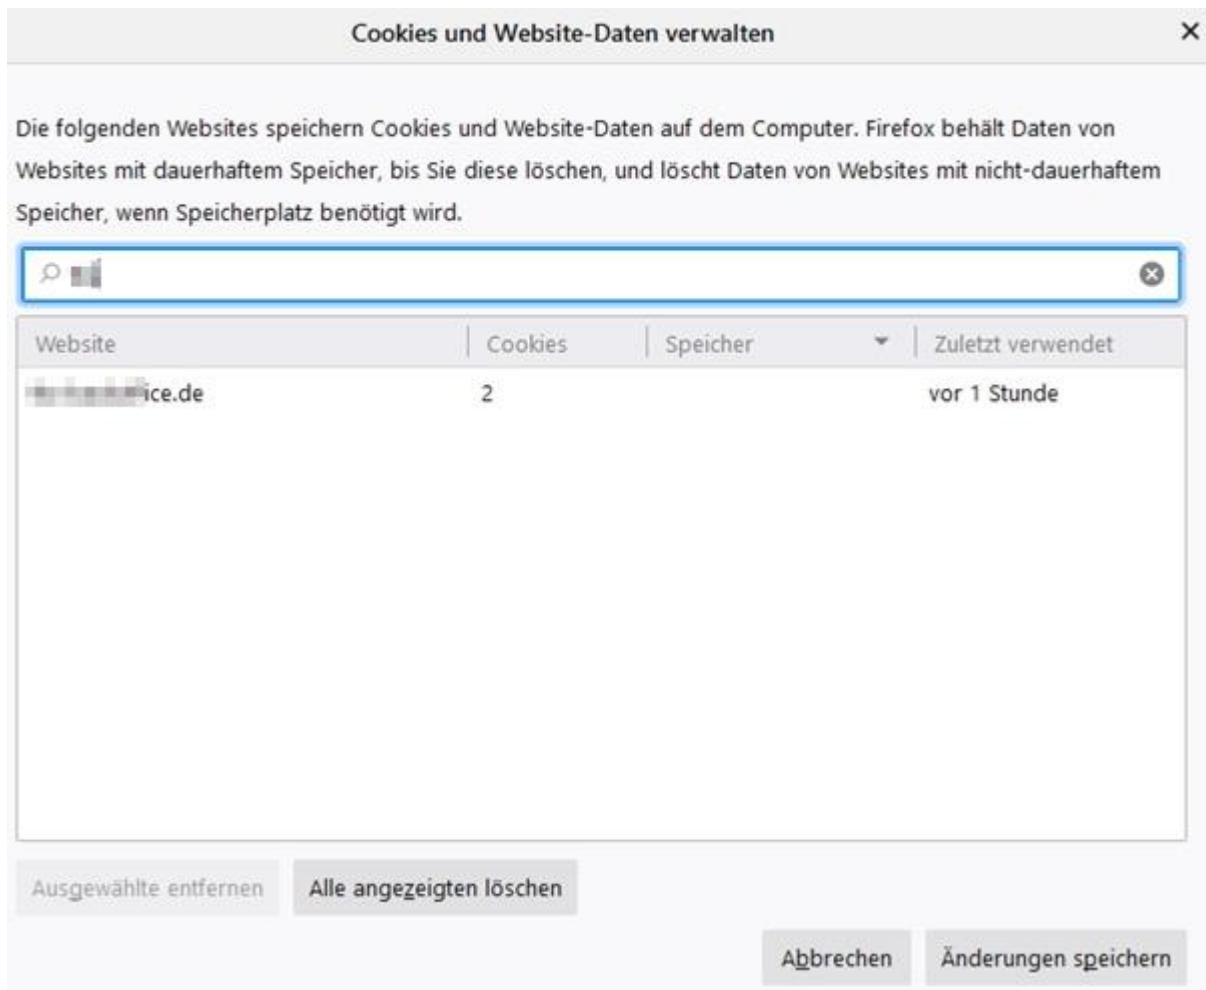 Cookies und Website-Daten verwalten
Die folgenden Websites speichern Cookies und Website-Daten auf dem Computer. Firefox behält Daten von
Websites mit dauerhaftem Speicher, bis Sie diese löschen, und löscht Daten von Websites mit nicht-dauerhaftem
Speicher, wenn Speicherplatz benötigt wird.
Website Cookies Speicher Zuletzt verwendet
ice.de 2 vor 1 Stunde
Ausgewählte entfernen Alle angezeigten löschen
Abbrechen Änderungen speichern